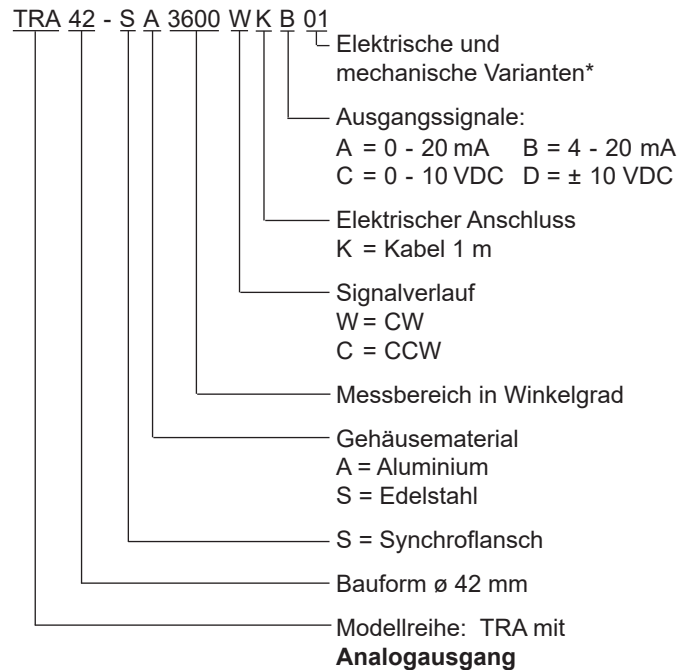 TRA 42 - S A 3600 W K B 01
Elektrische und
mechanische Varianten*
Ausgangssignale:
A = 0 - 20 mA B = 4 - 20 mA
C = 0 - 10 VDC D = ± 10 VDC
Elektrischer Anschluss
K = Kabel 1 m
Signalverlauf
W = CW
C = CCW
Messbereich in Winkelgrad
Gehäusematerial
A = Aluminium
S = Edelstahl
S = Synchroflansch
Bauform ø 42 mm
Modellreihe: TRA mit
Analogausgang